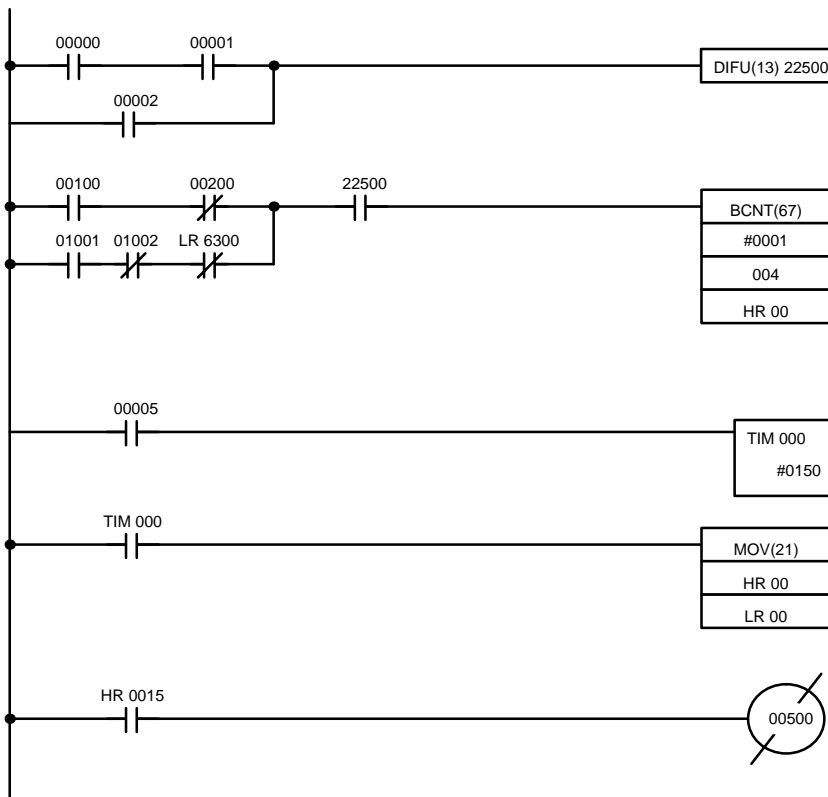 00000 00001
DIFU(13) 22500
00002
00100 00200 22500
BCNT(67)
01001 01002 LR 6300
#0001
004
HR 00
00005
TIM 000
#0150
TIM 000
MOV(21)
HR 00
LR 00
HR 0015
00500